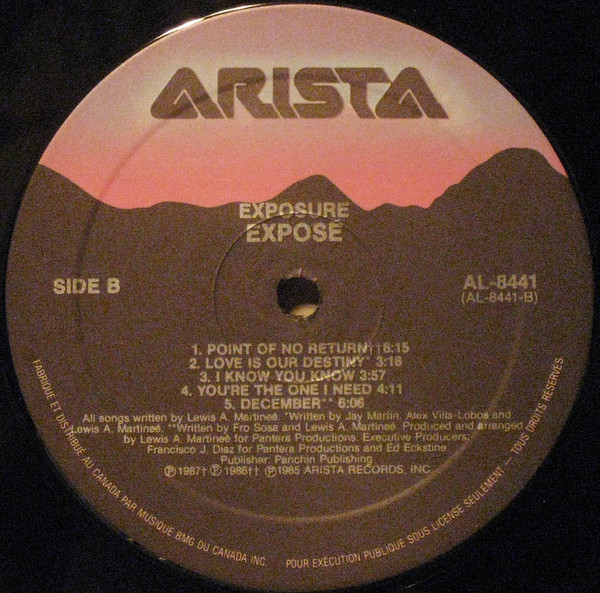 ARISTA
EXPOSURE
EXPOSÉ
SIDE B
AL-8441
(AL-8441-B)
1. POINT OF NO RETURN†† 8:15
2. LOVE IS OUR DESTINY* 3:16
3. I KNOW YOU KNOW 3:57
4. YOU'RE THE ONE I NEED 4:11
5. DECEMBER** 6:06
All songs written by Lewis A. Martineé. *Written by Jay Martin, Alex Villa-Lobos and
Lewis A. Martineé. **Written by Fro Sosa and Lewis A. Martineé. Produced and arranged
by Lewis A. Martineé for Pantera Productions. Executive Producers:
Francisco J. Diaz for Pantera Productions and Ed Eckstine
Publisher: Panchin Publishing
Ⓟ1987† Ⓟ1986†† Ⓟ1985 ARISTA RECORDS, INC.
FABRIQUÉ ET DISTRIBUÉ AU CANADA PAR MUSIQUE BMG DU CANADA INC. POUR EXÉCUTION PUBLIQUE SOUS LICENSE SEULEMENT — TOUS DROITS RÉSERVÉS